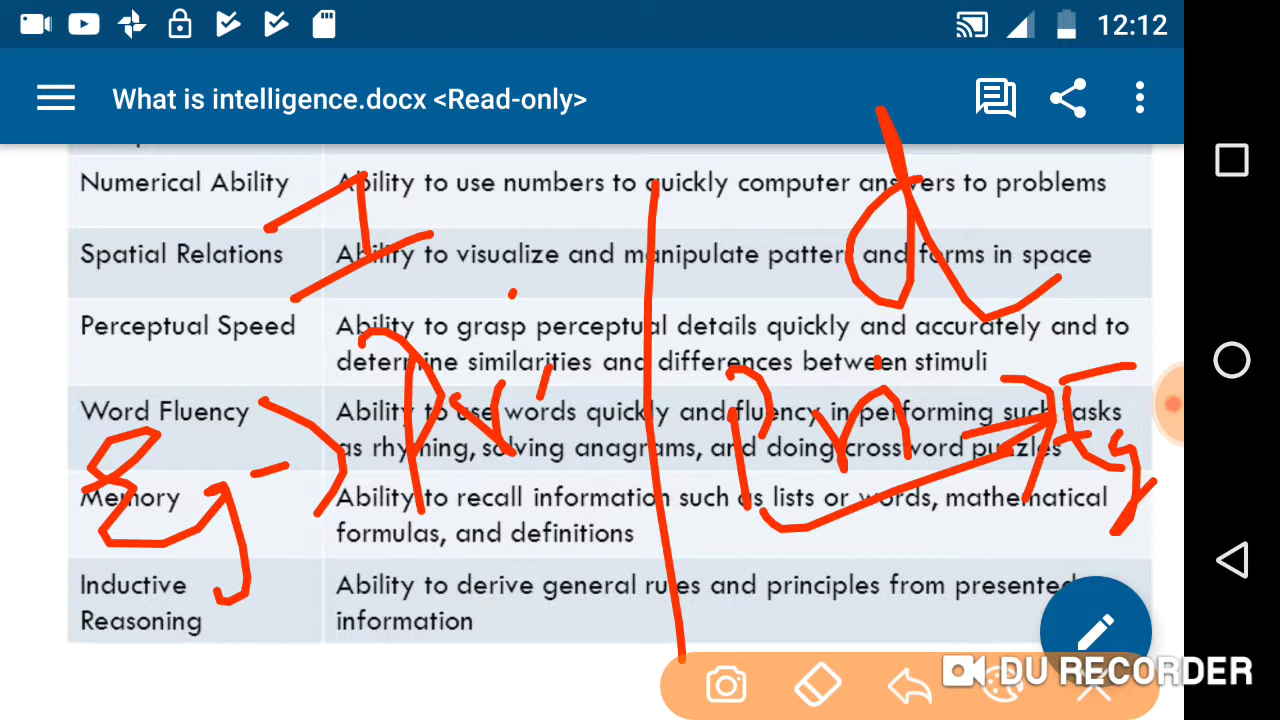 12:12
What is intelligence.docx <Read-only>
Numerical Ability Ability to use numbers to quickly computer answers to problems
Spatial Relations Ability to visualize and manipulate pattern and forms in space
Perceptual Speed Ability to grasp perceptual details quickly and accurately and to
determine similarities and differences between stimuli
Word Fluency Ability to use words quickly and fluency in performing such tasks
as rhyming, solving anagrams, and doing crossword puzzles
Memory Ability to recall information such as lists or words, mathematical
formulas, and definitions
Inductive Ability to derive general rules and principles from presented
Reasoning information
DU RECORDER